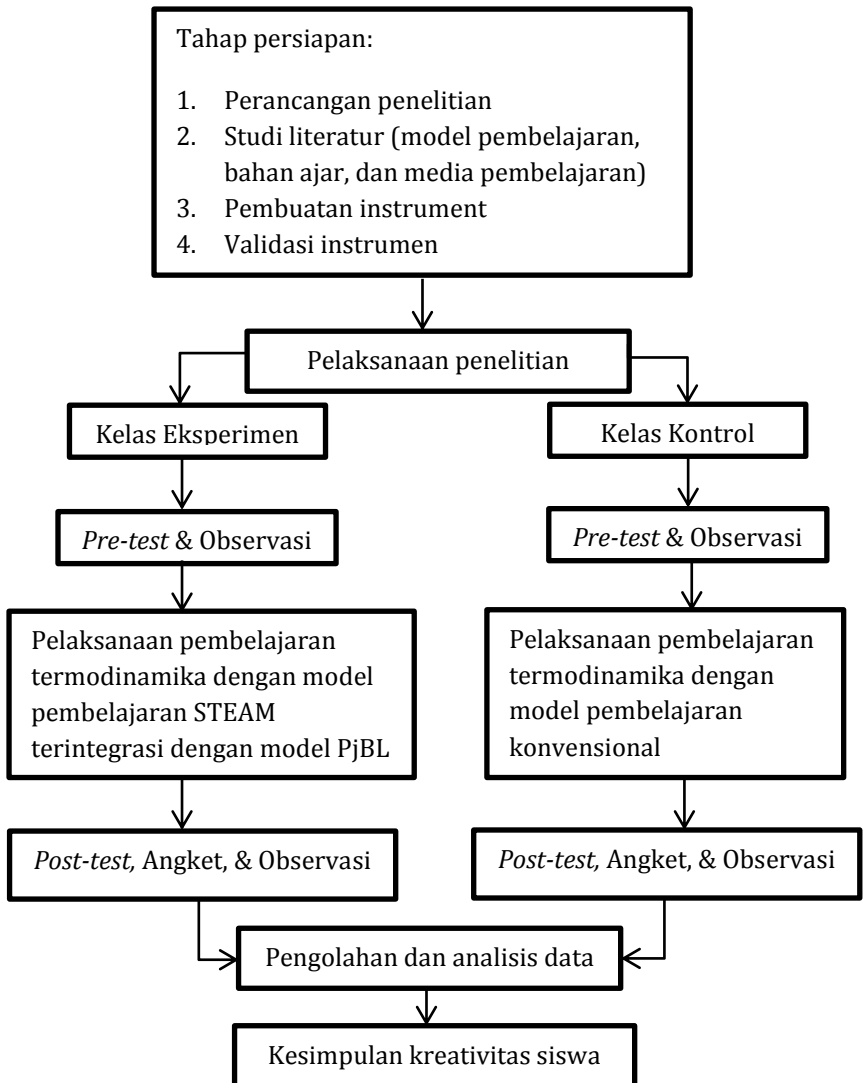 Tahap persiapan:
1. Perancangan penelitian
2. Studi literatur (model pembelajaran,
bahan ajar, dan media pembelajaran)
3. Pembuatan instrument
4. Validasi instrumen
Pelaksanaan penelitian
Kelas Eksperimen
Kelas Kontrol
Pre-test & Observasi
Pre-test & Observasi
Pelaksanaan pembelajaran
termodinamika dengan model
pembelajaran STEAM
terintegrasi dengan model PjBL
Pelaksanaan pembelajaran
termodinamika dengan
model pembelajaran
konvensional
Post-test, Angket, & Observasi
Post-test, Angket, & Observasi
Pengolahan dan analisis data
Kesimpulan kreativitas siswa